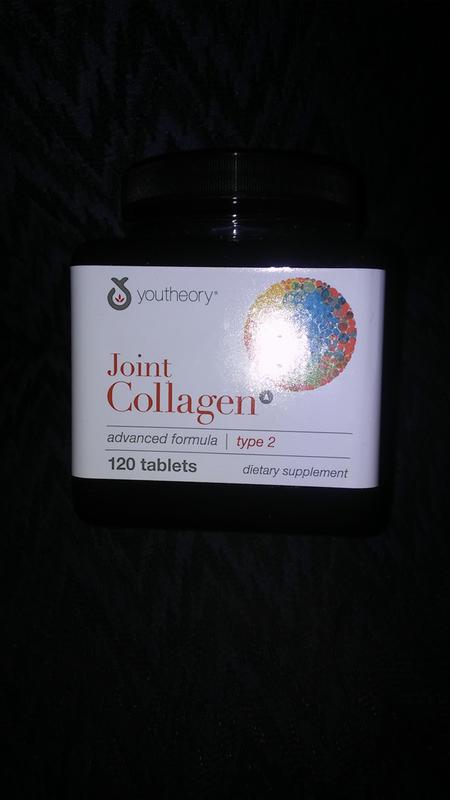 youtheory®
Joint
Collagen
advanced formula | type 2
120 tablets dietary supplement